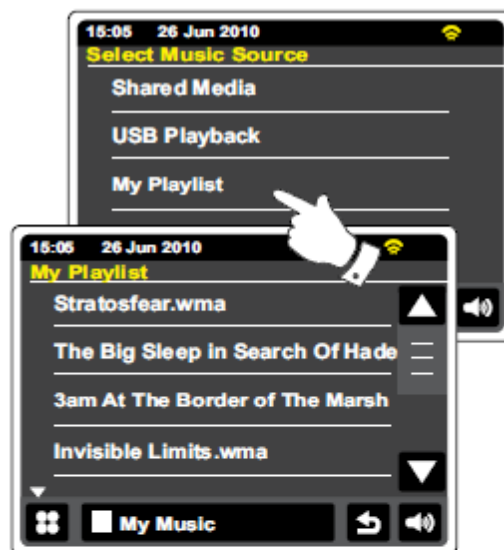 15:05 26 Jun 2010
Select Music Source
Shared Media
USB Playback
My Playlist
15:05 26 Jun 2010
My Playlist
Stratosfear.wma
The Big Sleep in Search Of Hade
3am At The Border of The Marsh
Invisible Limits.wma
My Music